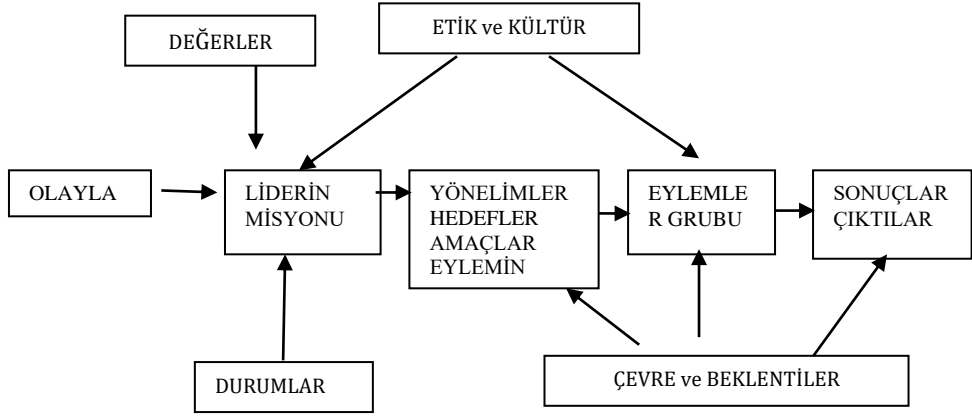 ETİK ve KÜLTÜR
DEĞERLER
OLAYLA
LİDERİN
MİSYONU
YÖNELİMLER
HEDEFLER
AMAÇLAR
EYLEMİN
EYLEMLE
R GRUBU
SONUÇLAR
ÇIKTILAR
DURUMLAR
ÇEVRE ve BEKLENTİLER